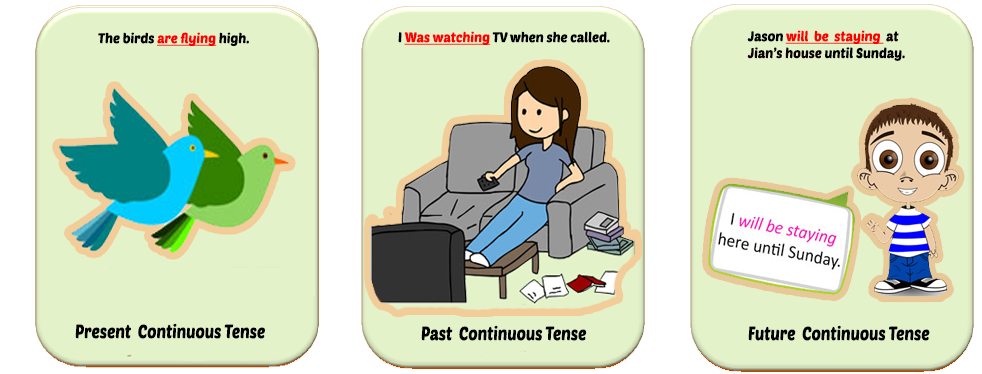 The birds are flying high.
Present Continuous Tense
I Was watching TV when she called.
Past Continuous Tense
Jason will be staying at
Jian's house until Sunday.
I will be staying
here until Sunday.
Future Continuous Tense